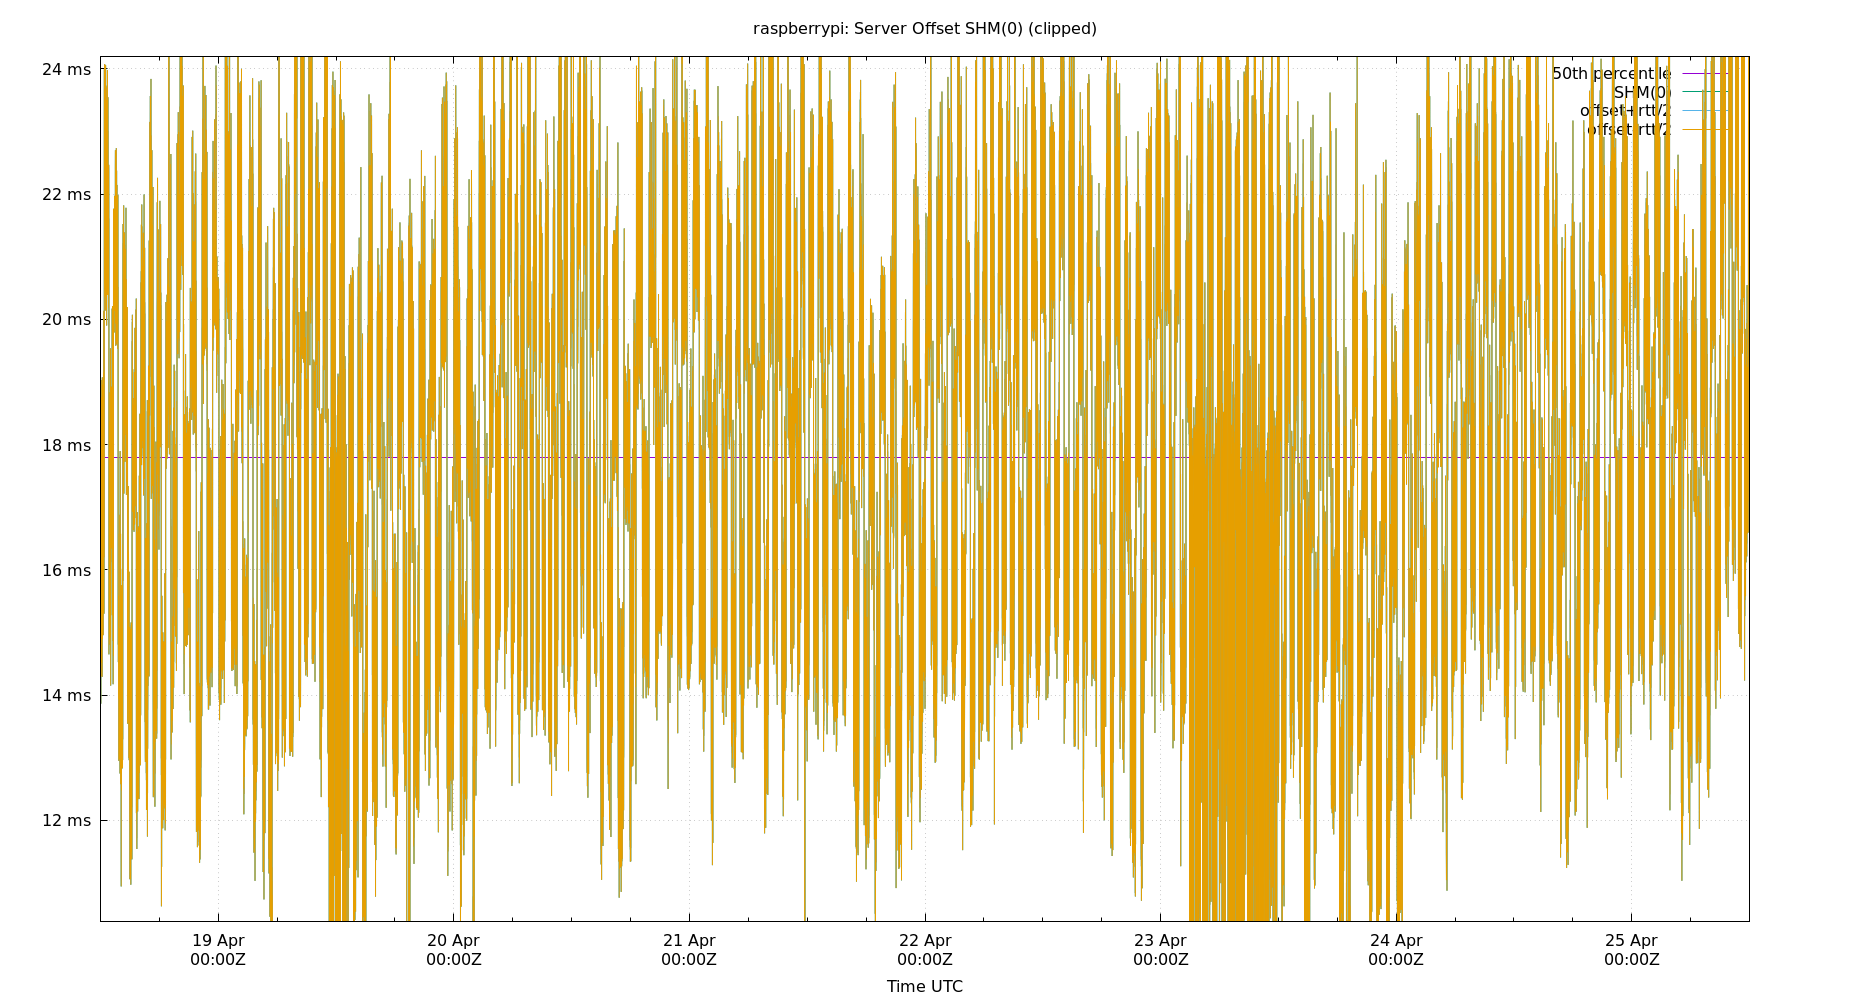 raspberrypi: Server Offset SHM(0) (clipped)
24 ms
22 ms
20 ms
18 ms
16 ms
14 ms
12 ms
50th percentile
SHM(0)
offset+rtt/2
offset-rtt/2
19 Apr 20 Apr 21 Apr 22 Apr 23 Apr 24 Apr 25 Apr
00:00Z 00:00Z 00:00Z 00:00Z 00:00Z 00:00Z 00:00Z
Time UTC